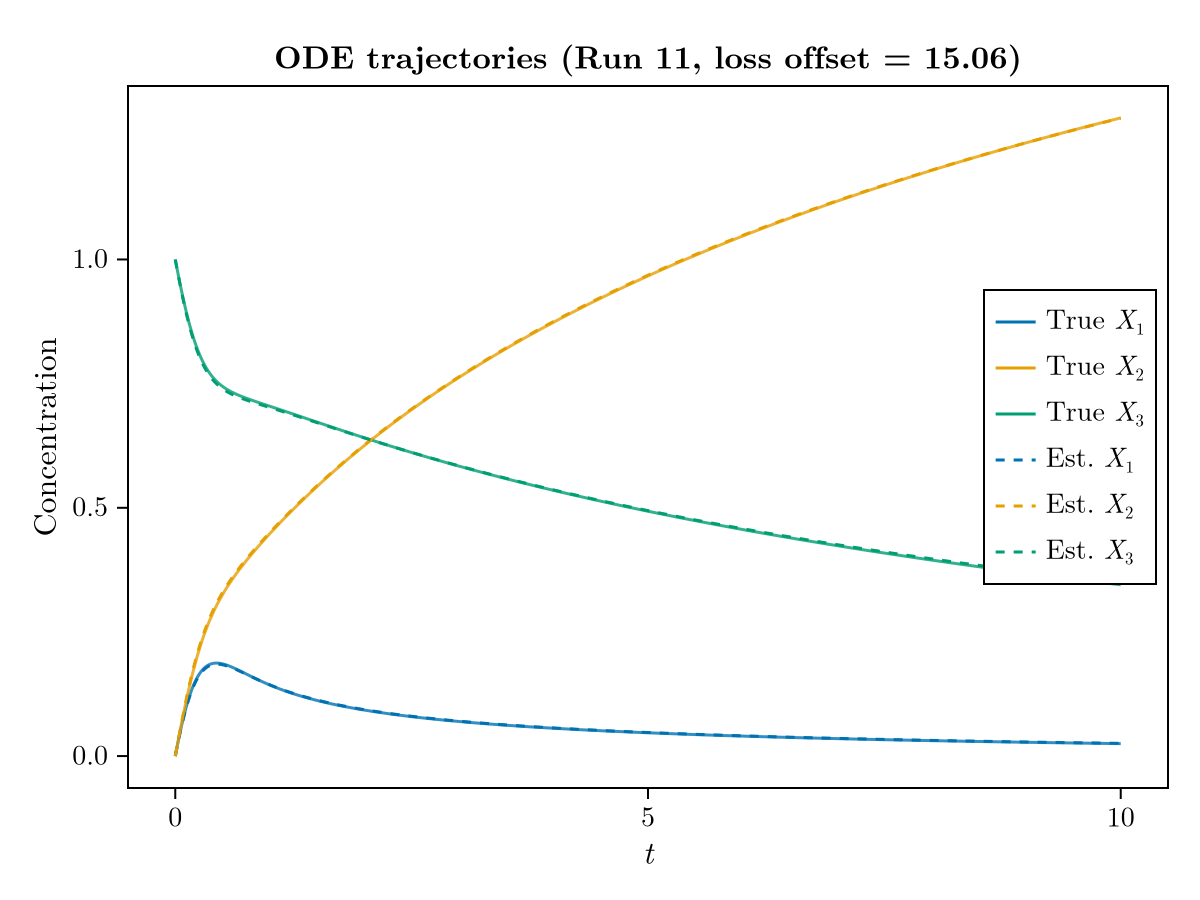 ODE trajectories (Run 11, loss offset = 15.06)
Concentration
1.0
0.5
0.0
0
5
10
t
True X₁
True X₂
True X₃
Est. X₁
Est. X₂
Est. X₃